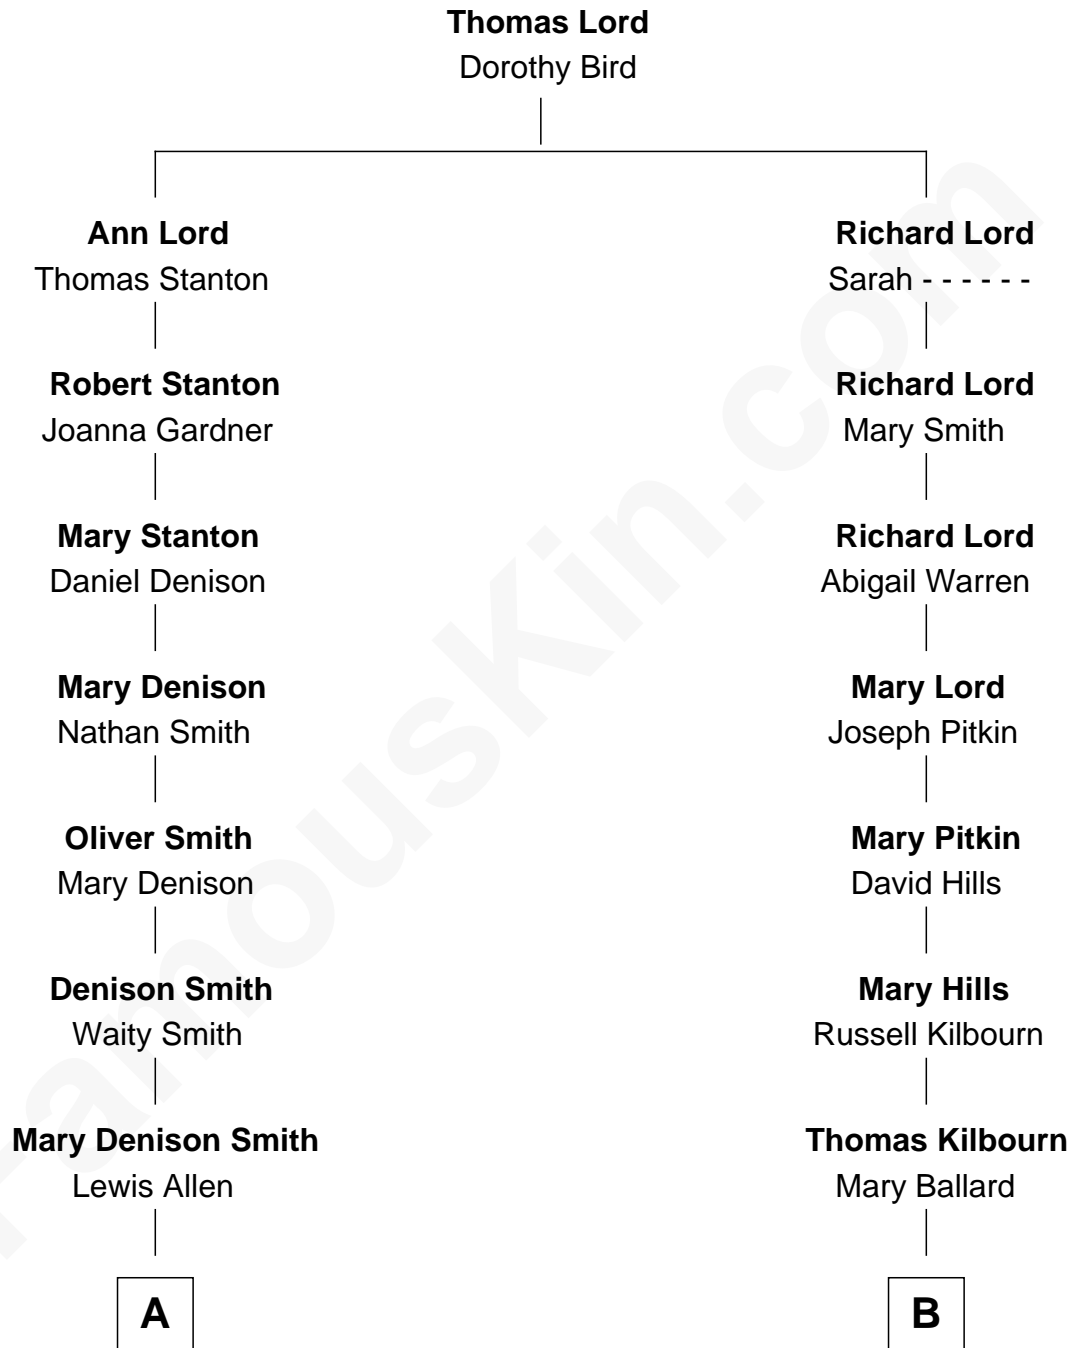 Thomas Lord
Dorothy Bird
Ann Lord
Thomas Stanton
Richard Lord
Sarah - - - - - -
Robert Stanton
Joanna Gardner
Richard Lord
Mary Smith
Mary Stanton
Daniel Denison
Richard Lord
Abigail Warren
Mary Denison
Nathan Smith
Mary Lord
Joseph Pitkin
Oliver Smith
Mary Denison
Mary Pitkin
David Hills
Denison Smith
Waity Smith
Mary Hills
Russell Kilbourn
Mary Denison Smith
Lewis Allen
Thomas Kilbourn
Mary Ballard
A
B
FamousKin.com